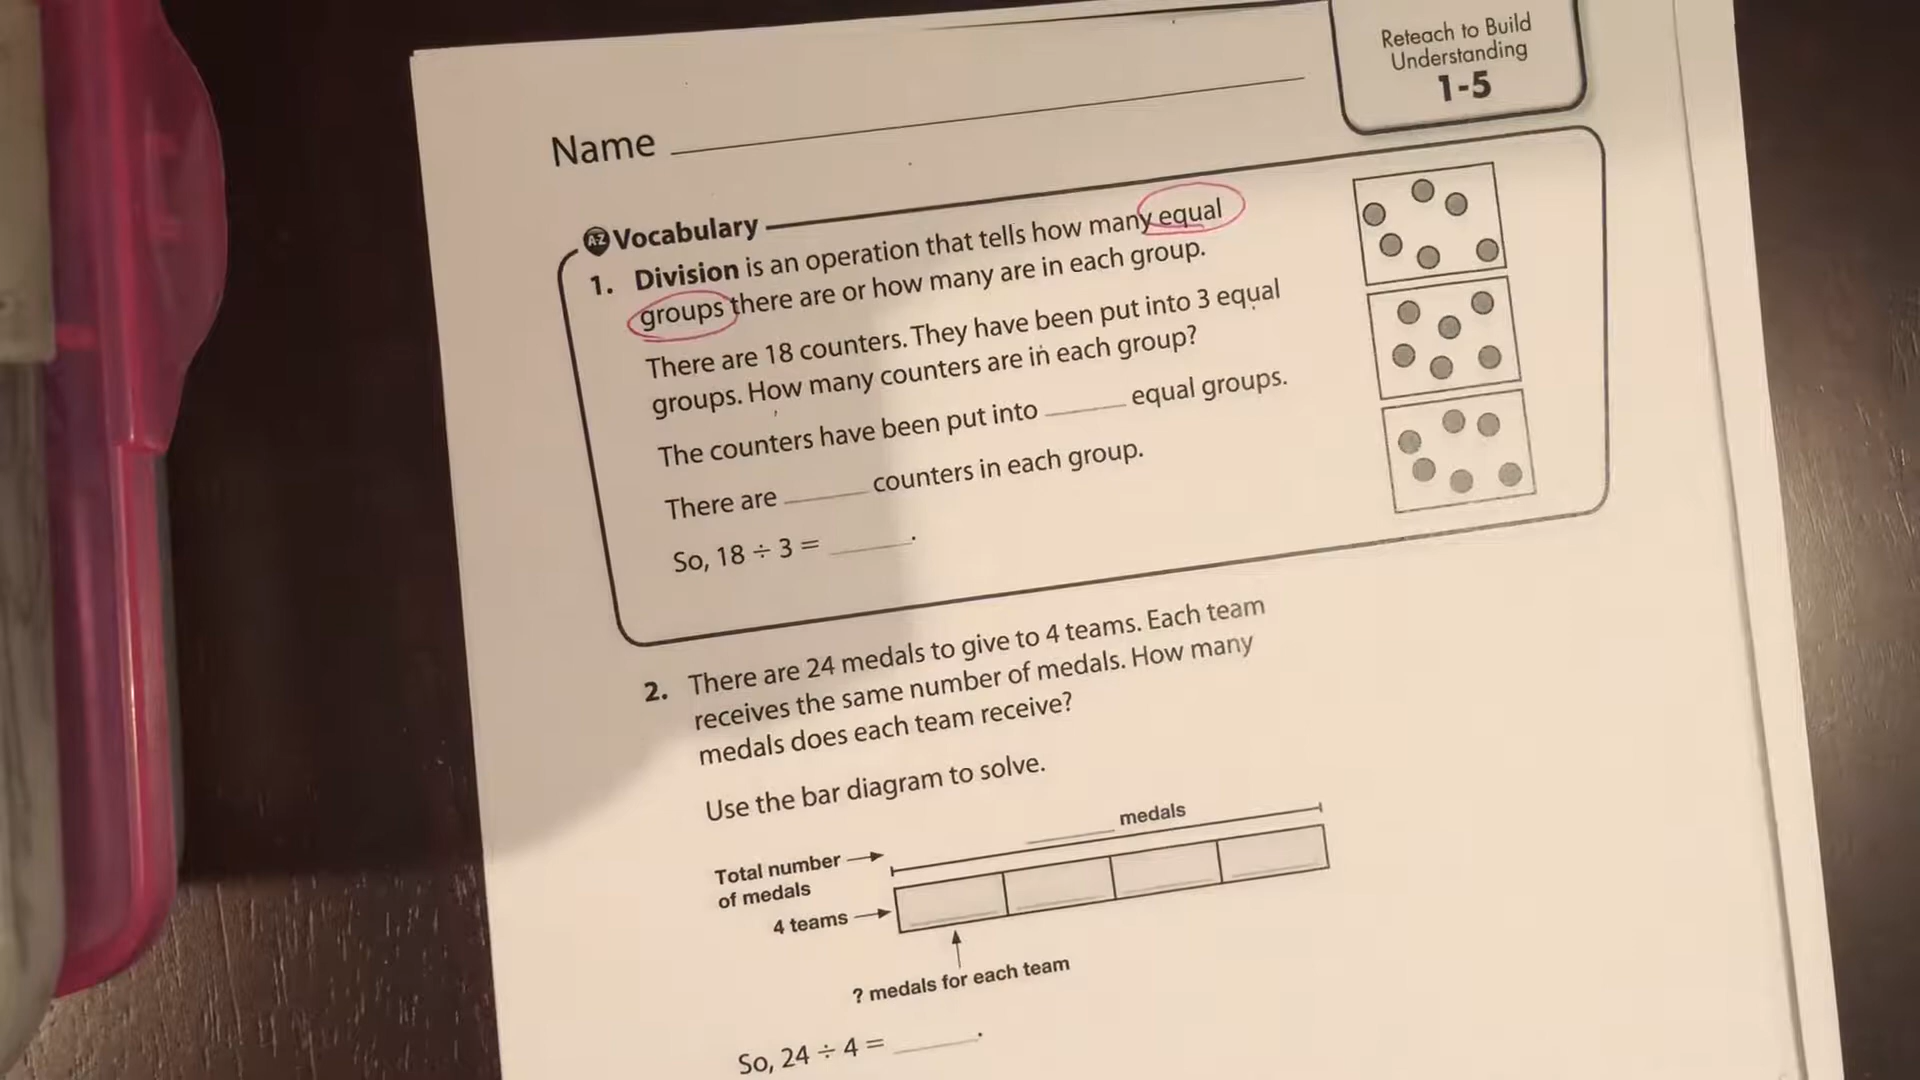 Reteach to Build
Understanding
1-5
Name
A-Z Vocabulary
1. Division is an operation that tells how many equal
groups there are or how many are in each group.
There are 18 counters. They have been put into 3 equal
groups. How many counters are in each group?
The counters have been put into ______ equal groups.
There are ______ counters in each group.
So, 18 ÷ 3 = ______.
2. There are 24 medals to give to 4 teams. Each team
receives the same number of medals. How many
medals does each team receive?
Use the bar diagram to solve.
______ medals
Total number
of medals
4 teams
? medals for each team
So, 24 ÷ 4 = ______.